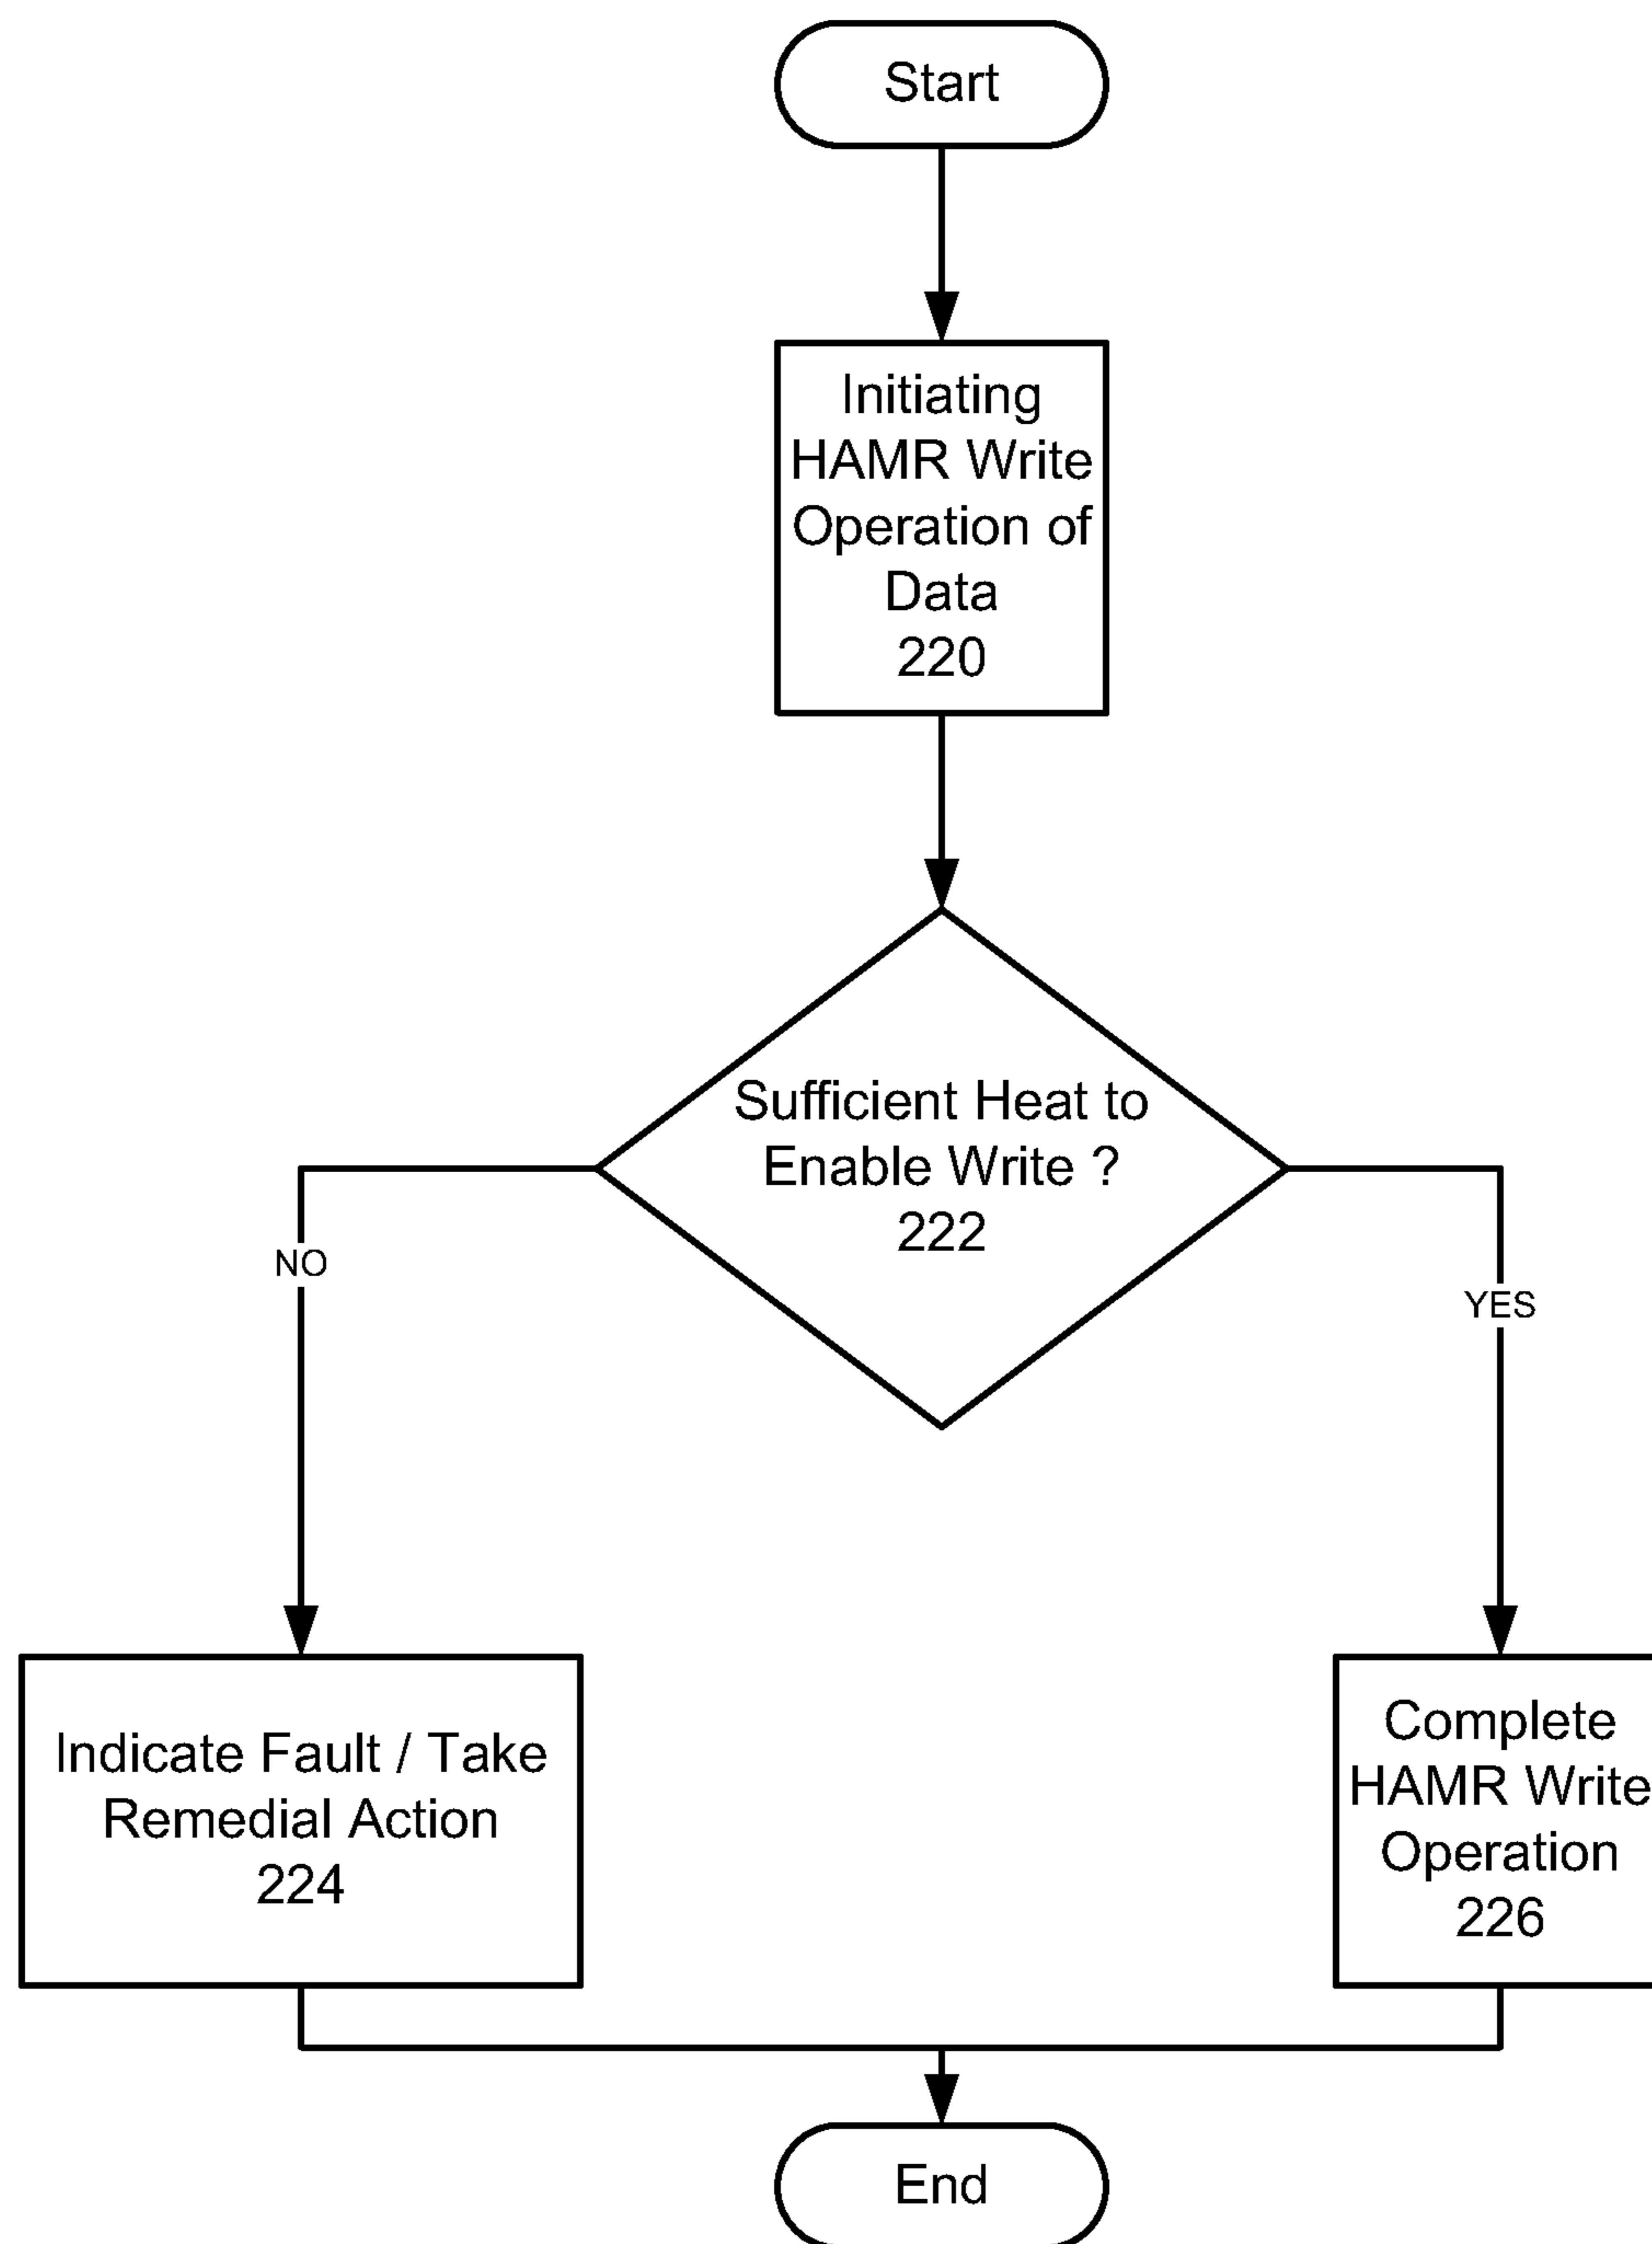 Start
Initiating
HAMR Write
Operation of
Data
220
Sufficient Heat to
Enable Write ?
222
NO
YES
Indicate Fault / Take
Remedial Action
224
Complete
HAMR Write
Operation
226
End